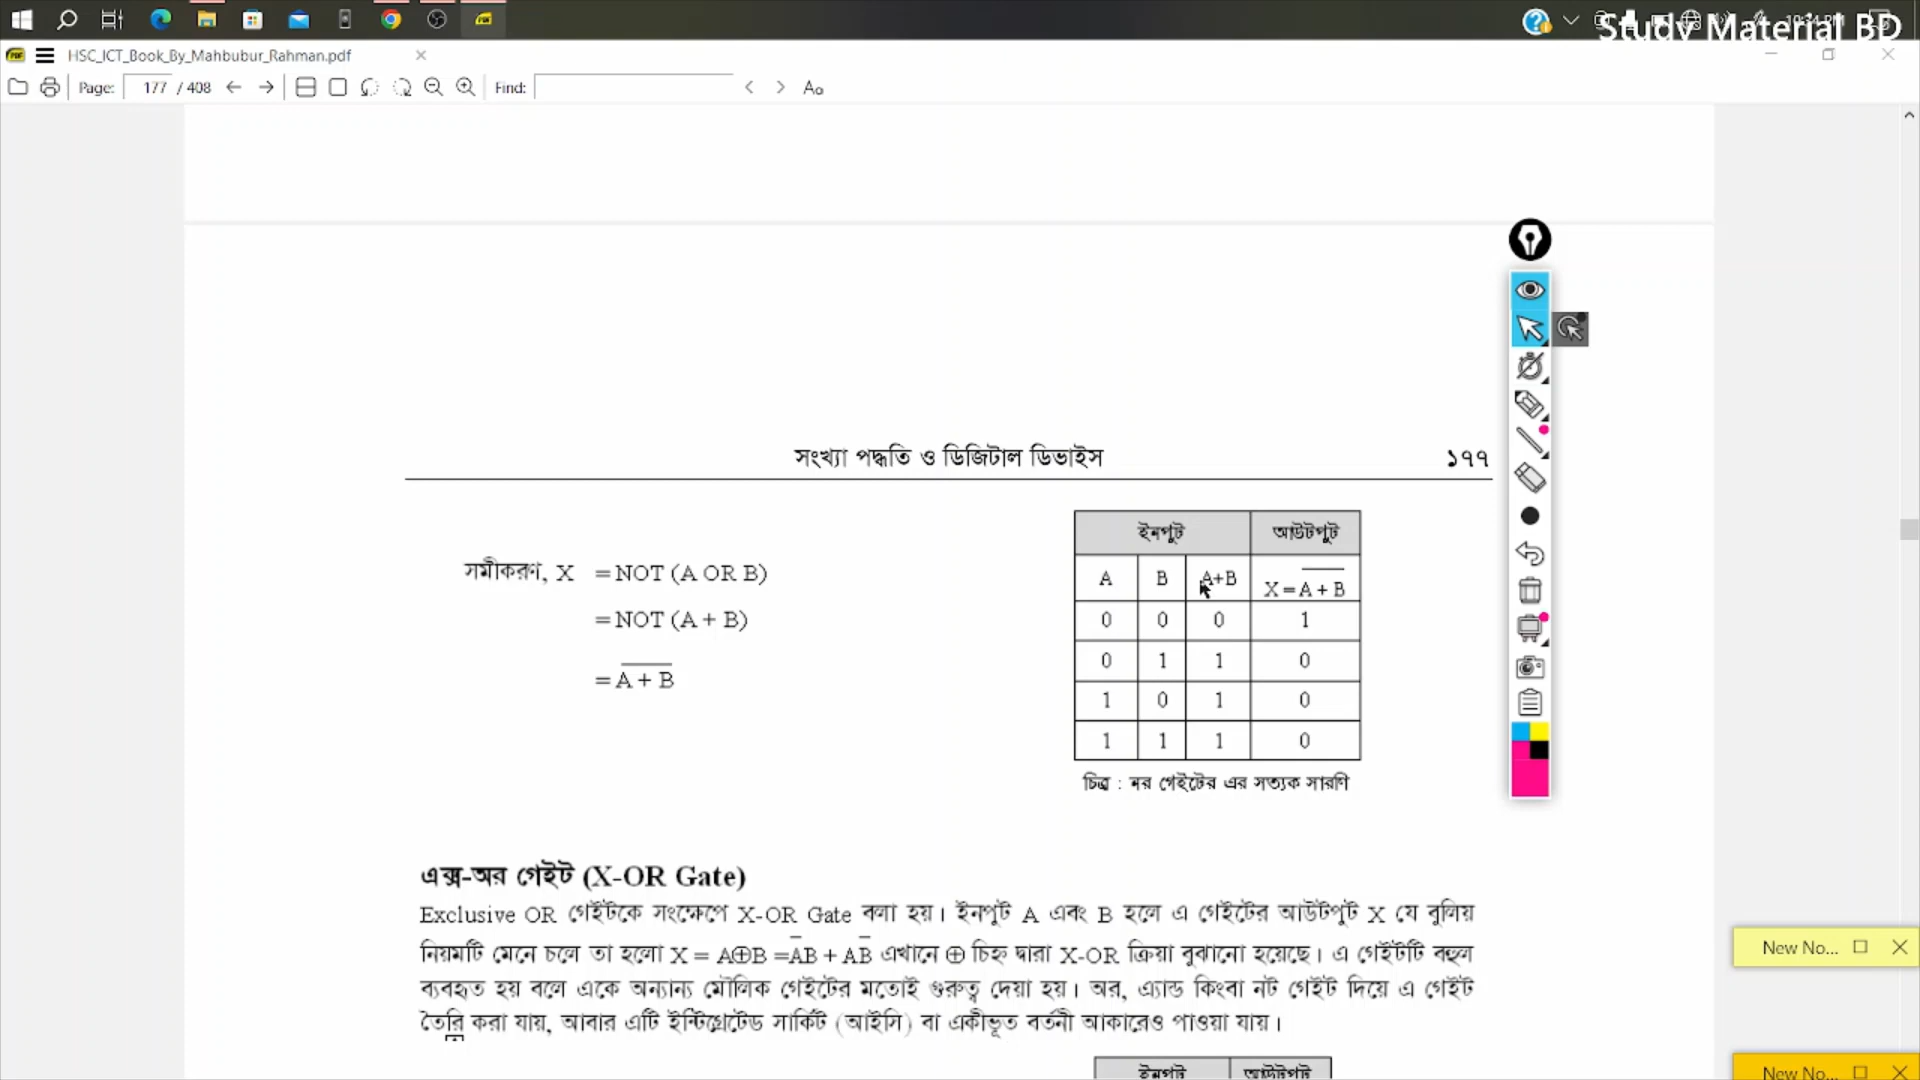 Study Material BD
HSC_ICT_Book_By_Mahbubur_Rahman.pdf
Page: 177 / 408 Find: Aa
সংখ্যা পদ্ধতি ও ডিজিটাল ডিভাইস ১৭৭
সমীকরণ, X = NOT (A OR B)
= NOT (A + B)
= A͞ ͞+͞ ͞B͞
ইনপুট আউটপুট
A B A+B X = A͞ ͞+͞ ͞B͞
0 0 0 1
0 1 1 0
1 0 1 0
1 1 1 0
চিত্র : নর গেইটের এর সত্যক সারণি
এক্স-অর গেইট (X-OR Gate)
Exclusive OR গেইটকে সংক্ষেপে X-OR Gate বলা হয়। ইনপুট A এবং B হলে এ গেইটের আউটপুট X যে বুলিয়
নিয়মটি মেনে চলে তা হলো X = A⊕B = A̅B + AB̅ এখানে ⊕ চিহ্ন দ্বারা X-OR ক্রিয়া বুঝানো হয়েছে। এ গেইটটি বহুল
ব্যবহৃত হয় বলে একে অন্যান্য মৌলিক গেইটের মতোই গুরুত্ব দেয়া হয়। অর, এ্যান্ড কিংবা নট গেইট দিয়ে এ গেইট
তৈরি করা যায়, আবার এটি ইন্টিগ্রেটেড সার্কিট (আইসি) বা একীভূত বর্তনী আকারেও পাওয়া যায়।
ইনপুট আউটপুট
New No...
New No...